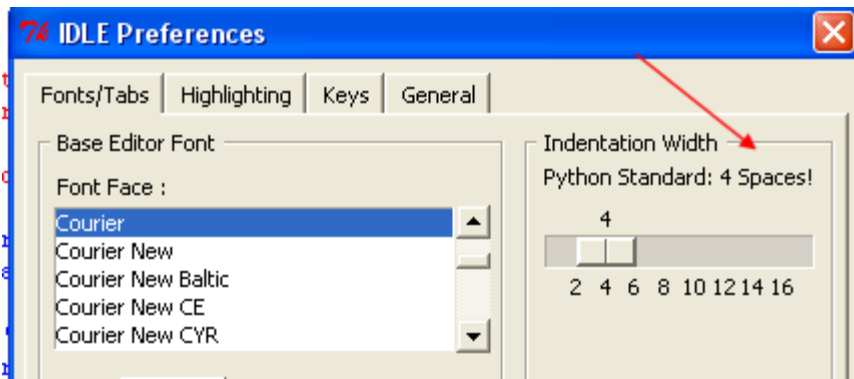 IDLE Preferences
Fonts/Tabs Highlighting Keys General
Base Editor Font
Font Face :
Courier
Courier New
Courier New Baltic
Courier New CE
Courier New CYR
Indentation Width
Python Standard: 4 Spaces!
4
2 4 6 8 10 12 14 16